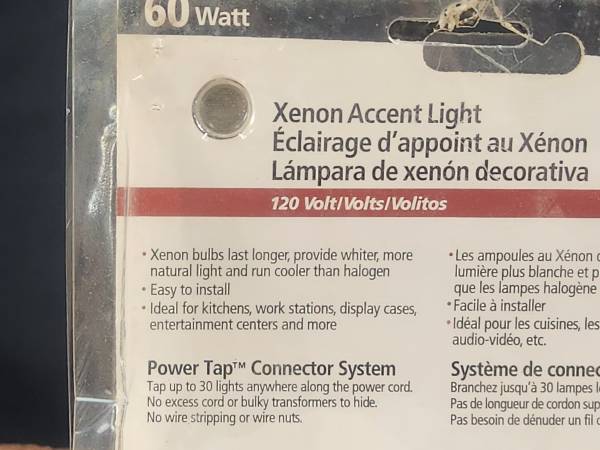 60 Watt
Xenon Accent Light
Éclairage d'appoint au Xénon
Lámpara de xenón decorativa
120 Volt/Volts/Volitos
• Xenon bulbs last longer, provide whiter, more
natural light and run cooler than halogen
• Easy to install
• Ideal for kitchens, work stations, display cases,
entertainment centers and more
Power Tap™ Connector System
Tap up to 30 lights anywhere along the power cord.
No excess cord or bulky transformers to hide.
No wire stripping or wire nuts.
• Les ampoules au Xénon
lumière plus blanche et
que les lampes halogène
• Facile à installer
• Idéal pour les cuisines, les
audio-vidéo, etc.
Système de connec
Branchez jusqu'à 30 lampes
Pas de longueur de cordon sup
Pas besoin de dénuder un fil